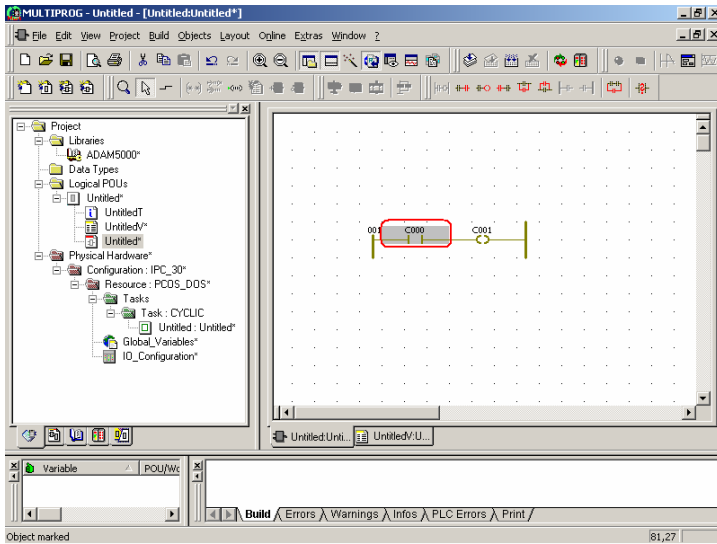 MULTIPROG - Untitled - [Untitled:Untitled*]
File Edit View Project Build Objects Layout Online Extras Window ?
Project
Libraries
ADAM5000*
Data Types
Logical POUs
Untitled*
UntitledT
UntitledV*
Untitled*
Physical Hardware*
Configuration : IPC_30*
Resource : PCOS_DOS*
Tasks
Task : CYCLIC
Untitled : Untitled*
Global_Variables*
IO_Configuration*
001 C000 C001
Untitled:Unti... UntitledV:U...
Variable POU/Wo
Build Errors Warnings Infos PLC Errors Print
Object marked 81,27